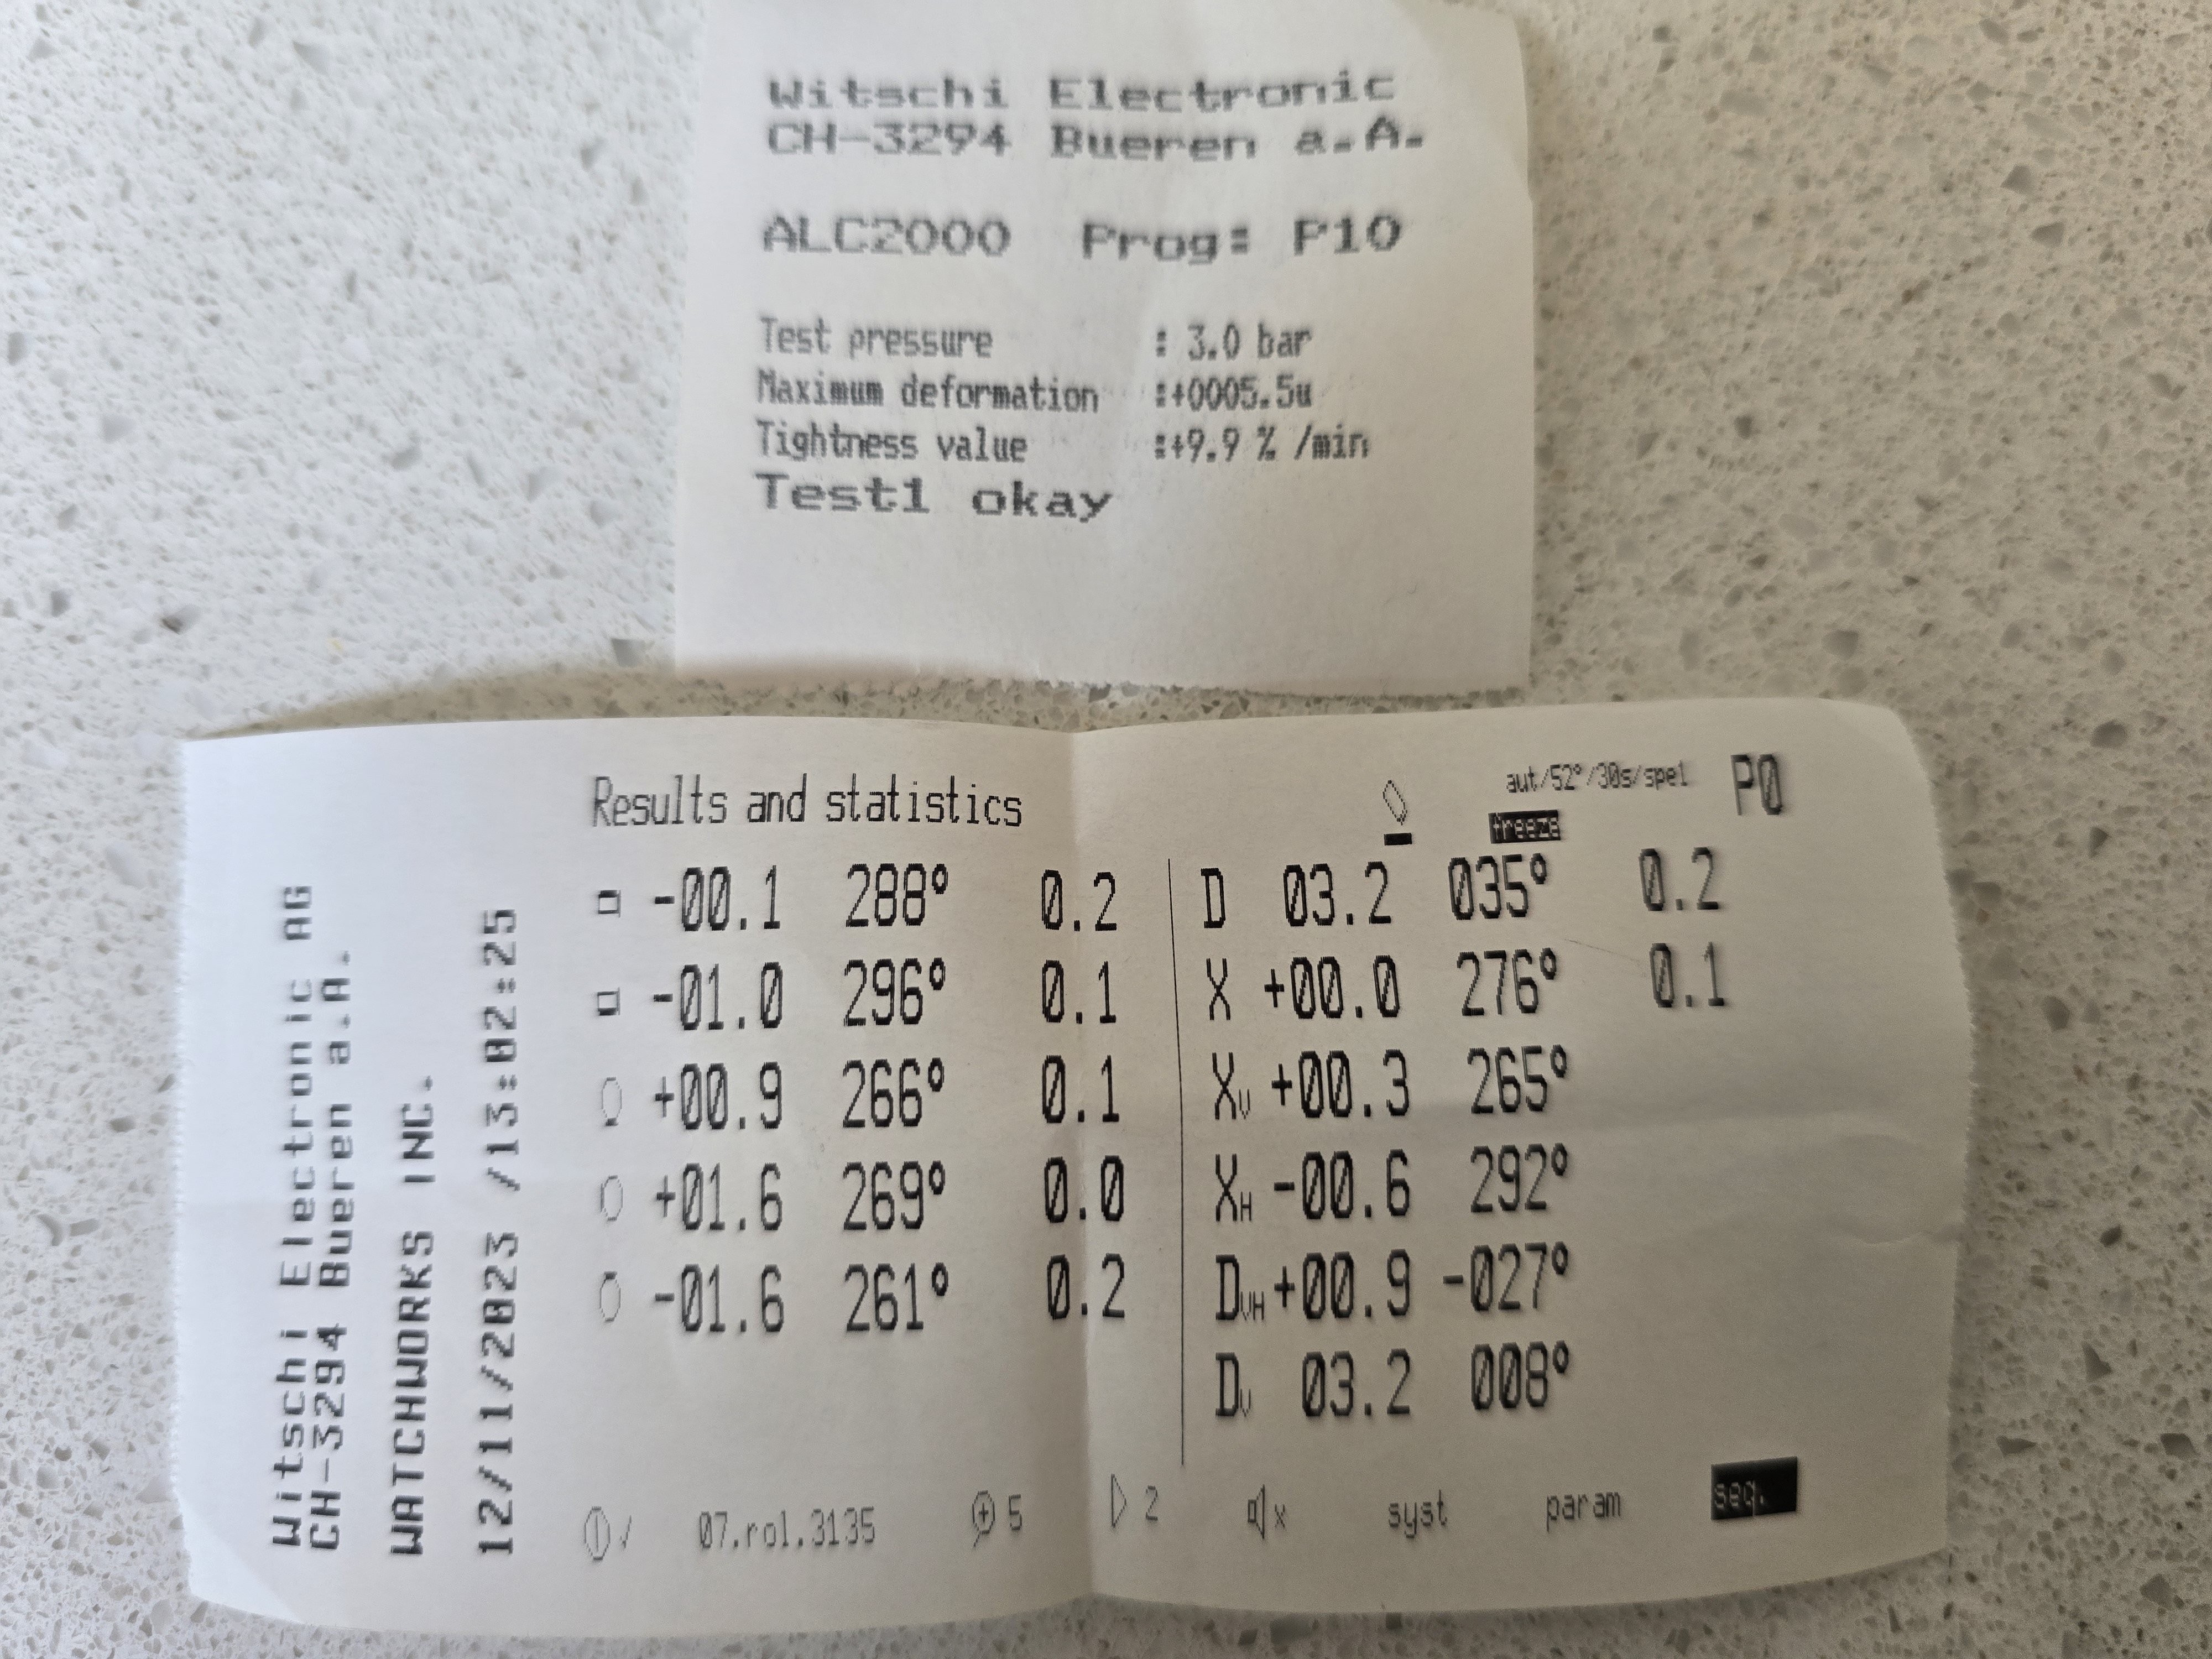 Witschi Electronic
CH-3294 Bueren a.A.
ALC2000 Prog: P10
Test pressure : 3.0 bar
Maximum deformation :+0005.5u
Tightness value :+9.9 % /min
Test1 okay
Witschi Electronic AG
CH-3294 Bueren a.A.
WATCHWORKS INC.
12/11/2023 /13:02:25
Results and statistics
aut/52°/30s/spe1 P0
freeze
-00.1 288° 0.2
-01.0 296° 0.1
+00.9 266° 0.1
+01.6 269° 0.0
-01.6 261° 0.2
D 03.2 035° 0.2
X +00.0 276° 0.1
XV +00.3 265°
XH -00.6 292°
DVH +00.9 -027°
DV 03.2 008°
07.rol.3135 5 2 x syst param seq.